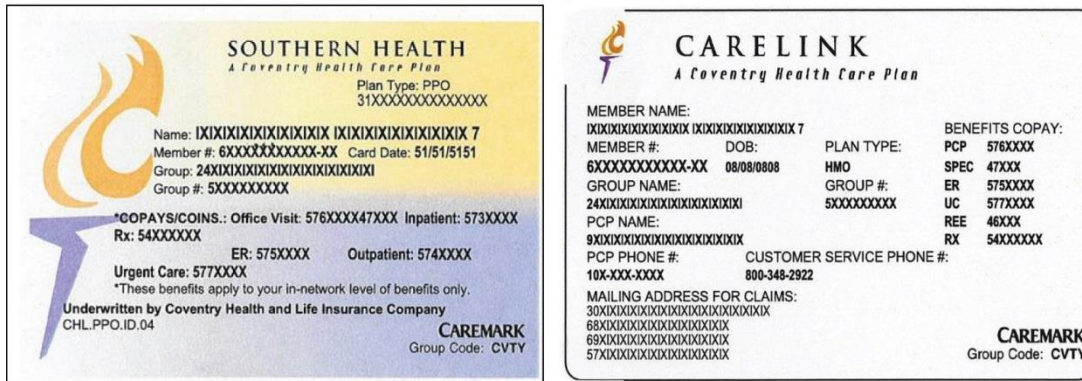 SOUTHERN HEALTH
A Coventry Health Care Plan
Plan Type: PPO
31XXXXXXXXXXXXXX
Name: IXIXIXIXIXIXIXIXIXIX IXIXIXIXIXIXIXIXIXIX 7
Member #: 6XXXXXXXXXXX-XX Card Date: 51/51/5151
Group: 24XIXIXIXIXIXIXIXIXIXIXIXI
Group #: 5XXXXXXXXX
*COPAYS/COINS.: Office Visit: 576XXXX47XXX Inpatient: 573XXXX
Rx: 54XXXXXX
ER: 575XXXX Outpatient: 574XXXX
Urgent Care: 577XXXX
*These benefits apply to your in-network level of benefits only.
Underwritten by Coventry Health and Life Insurance Company
CHL.PPO.ID.04
CAREMARK
Group Code: CVTY
CARELINK
A Coventry Health Care Plan
MEMBER NAME:
IXIXIXIXIXIXIXIXIXIX IXIXIXIXIXIXIXIXIXIX 7
BENEFITS COPAY:
MEMBER #: DOB: PLAN TYPE: PCP 576XXXX
6XXXXXXXXXXX-XX 08/08/0808 HMO SPEC 47XXX
GROUP NAME: GROUP #: ER 575XXXX
24XIXIXIXIXIXIXIXIXIXIXIXI 5XXXXXXXXX UC 577XXXX
PCP NAME: REE 46XXX
9XIXIXIXIXIXIXIXIXIXIXIXIX RX 54XXXXXX
PCP PHONE #: CUSTOMER SERVICE PHONE #:
10X-XXX-XXXX 800-348-2922
MAILING ADDRESS FOR CLAIMS:
30XIXIXIXIXIXIXIXIXIXIXIXIXIXIX
68XIXIXIXIXIXIXIXIXIXIX
69XIXIXIXIXIXIXIXIXIXIX
57XIXIXIXIXIXIXIXIXIXIX
CAREMARK
Group Code: CVTY